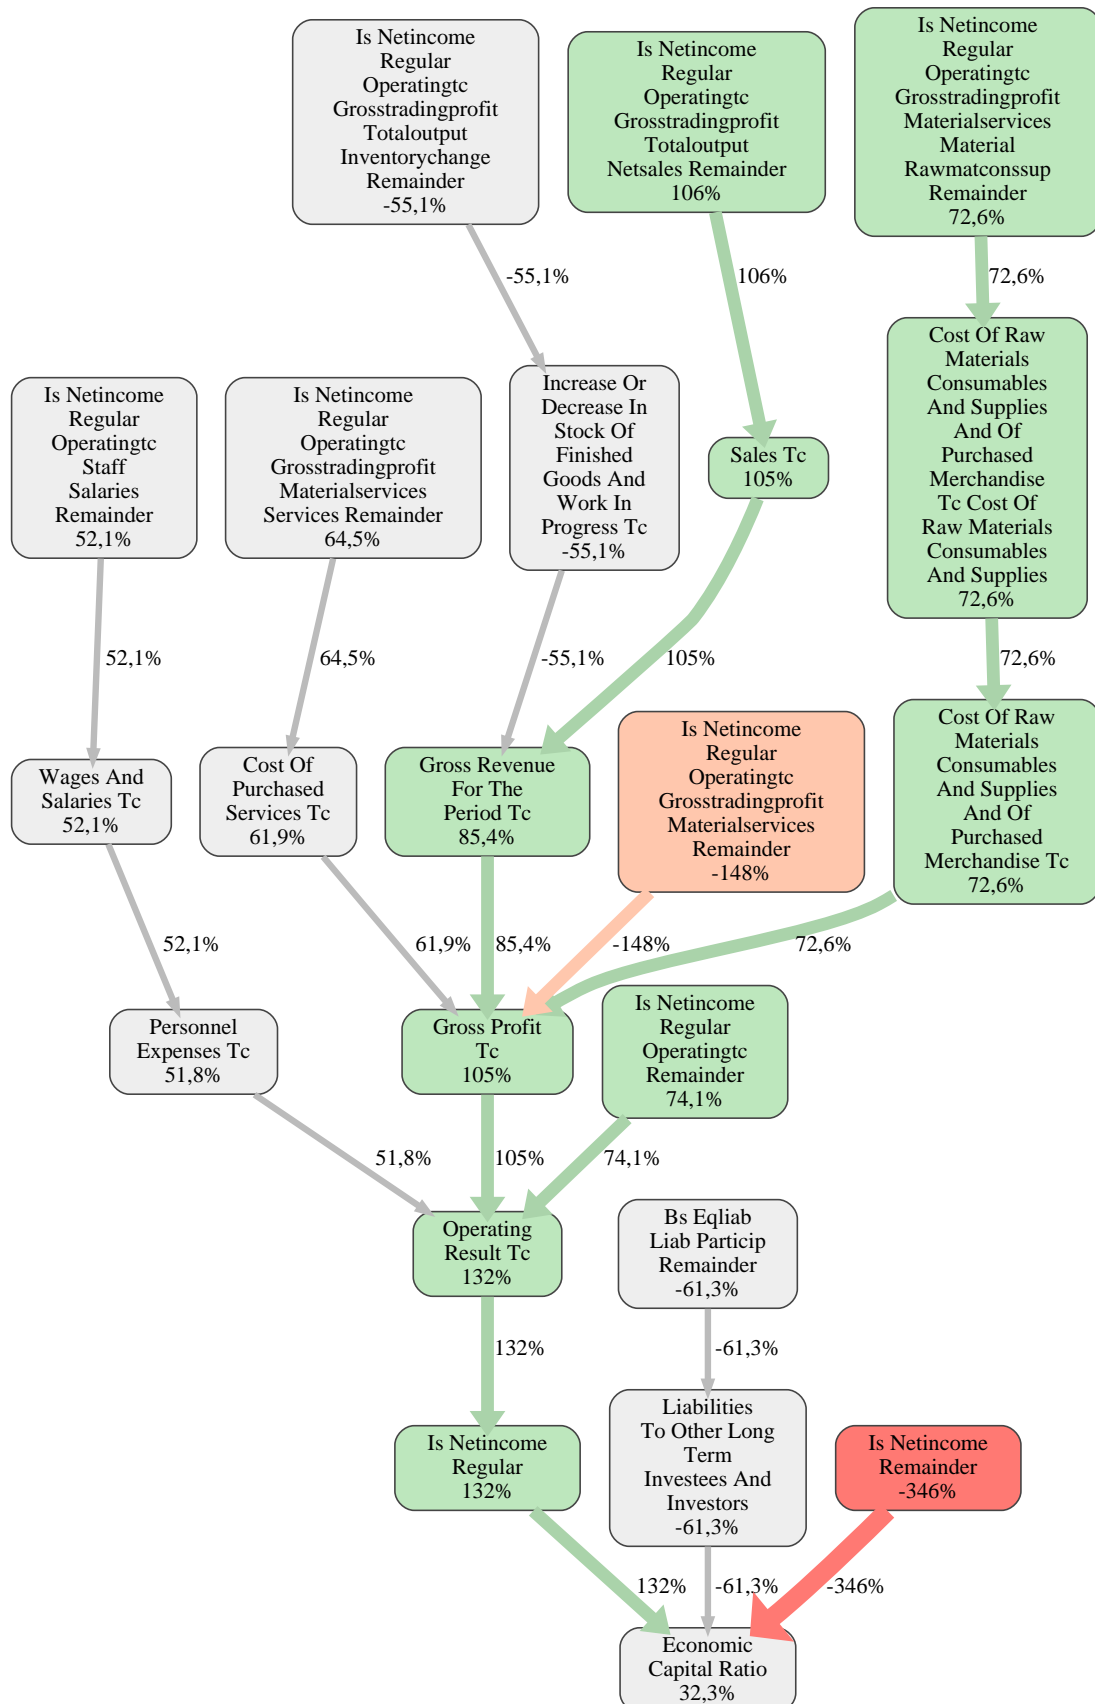 Is Netincome
Regular
Operatingtc
Grosstradingprofit
Totaloutput
Inventorychange
Remainder
-55,1%
Is Netincome
Regular
Operatingtc
Grosstradingprofit
Totaloutput
Netsales Remainder
106%
Is Netincome
Regular
Operatingtc
Grosstradingprofit
Materialservices
Material
Rawmatconssup
Remainder
72,6%
-55,1%
106%
72,6%
Is Netincome
Regular
Operatingtc
Staff
Salaries
Remainder
52,1%
Is Netincome
Regular
Operatingtc
Grosstradingprofit
Materialservices
Services Remainder
64,5%
Increase Or
Decrease In
Stock Of
Finished
Goods And
Work In
Progress Tc
-55,1%
Sales Tc
105%
Cost Of Raw
Materials
Consumables
And Supplies
And Of
Purchased
Merchandise
Tc Cost Of
Raw Materials
Consumables
And Supplies
72,6%
52,1%
64,5%
-55,1%
105%
72,6%
Wages And
Salaries Tc
52,1%
Cost Of
Purchased
Services Tc
61,9%
Gross Revenue
For The
Period Tc
85,4%
Is Netincome
Regular
Operatingtc
Grosstradingprofit
Materialservices
Remainder
-148%
Cost Of Raw
Materials
Consumables
And Supplies
And Of
Purchased
Merchandise Tc
72,6%
52,1%
61,9%
85,4%
-148%
72,6%
Personnel
Expenses Tc
51,8%
Gross Profit
Tc
105%
Is Netincome
Regular
Operatingtc
Remainder
74,1%
51,8%
105%
74,1%
Operating
Result Tc
132%
Bs Eqliab
Liab Particip
Remainder
-61,3%
132%
-61,3%
Is Netincome
Regular
132%
Liabilities
To Other Long
Term
Investees And
Investors
-61,3%
Is Netincome
Remainder
-346%
132%
-61,3%
-346%
Economic
Capital Ratio
32,3%